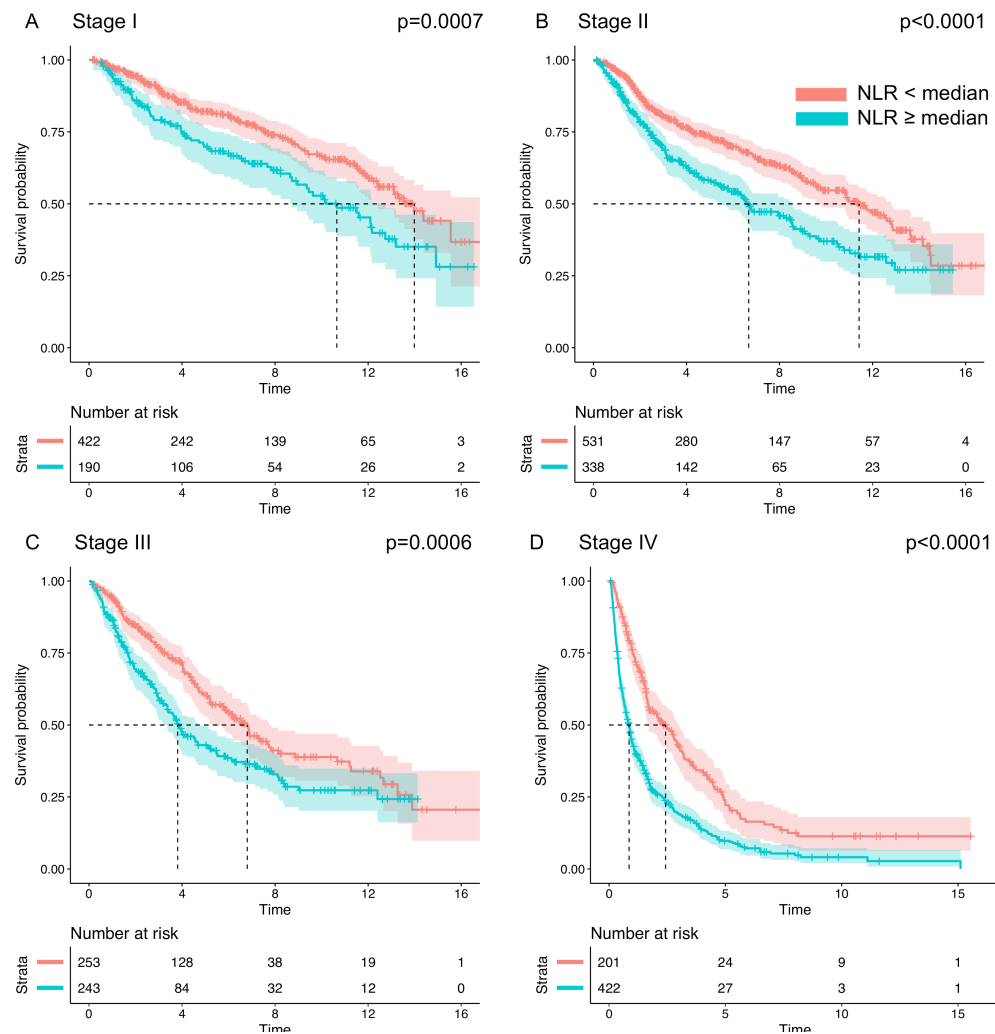 A Stage I p=0.0007
1.00
0.75
0.50
0.25
0.00
Survival probability
0 4 8 12 16
Time
Number at risk
Strata
422 242 139 65 3
190 106 54 26 2
0 4 8 12 16
Time
B Stage II p<0.0001
NLR < median
NLR ≥ median
1.00
0.75
0.50
0.25
0.00
Survival probability
0 4 8 12 16
Time
Number at risk
Strata
531 280 147 57 4
338 142 65 23 0
0 4 8 12 16
Time
C Stage III p=0.0006
1.00
0.75
0.50
0.25
0.00
Survival probability
0 4 8 12 16
Time
Number at risk
Strata
253 128 38 19 1
243 84 32 12 0
0 4 8 12 16
Time
D Stage IV p<0.0001
1.00
0.75
0.50
0.25
0.00
Survival probability
0 5 10 15
Time
Number at risk
Strata
201 24 9 1
422 27 3 1
0 5 10 15
Time